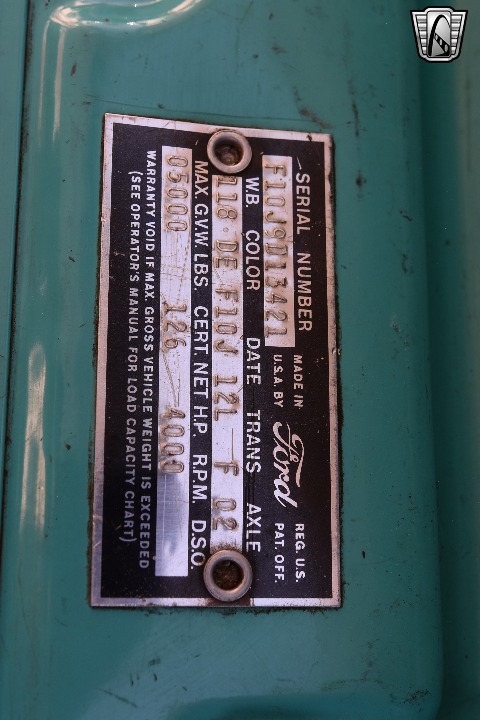 SERIAL NUMBER
F10J9D13421
MADE IN
U.S.A. BY
Ford
REG. U.S.
PAT. OFF.
W.B. COLOR DATE TRANS AXLE
118 DE F10J 121 F 02
MAX. G.V.W. LBS. CERT. NET H.P. R.P.M. D.S.O.
05000 126 4000
WARRANTY VOID IF MAX. GROSS VEHICLE WEIGHT IS EXCEEDED
(SEE OPERATOR'S MANUAL FOR LOAD CAPACITY CHART)